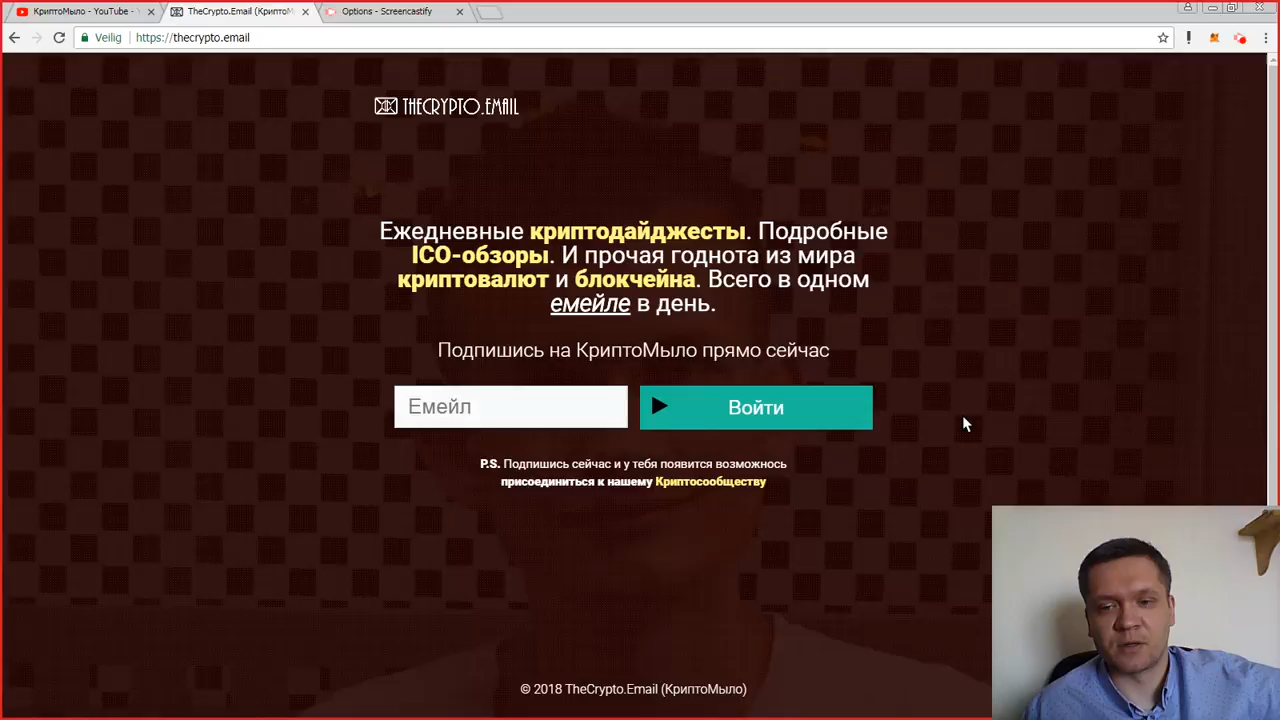 КриптоМыло - YouTube -
TheCrypto.Email (КриптоМ
Options - Screencastify
Veilig
https://thecrypto.email
THECRYPTO.EMAIL
Ежедневные криптодайджесты. Подробные
ICO-обзоры. И прочая годнота из мира
криптовалют и блокчейна. Всего в одном
емейле в день.
Подпишись на КриптоМыло прямо сейчас
Емейл
Войти
P.S. Подпишись сейчас и у тебя появится возможнось
присоединиться к нашему Криптосообществу
© 2018 TheCrypto.Email (КриптоМыло)